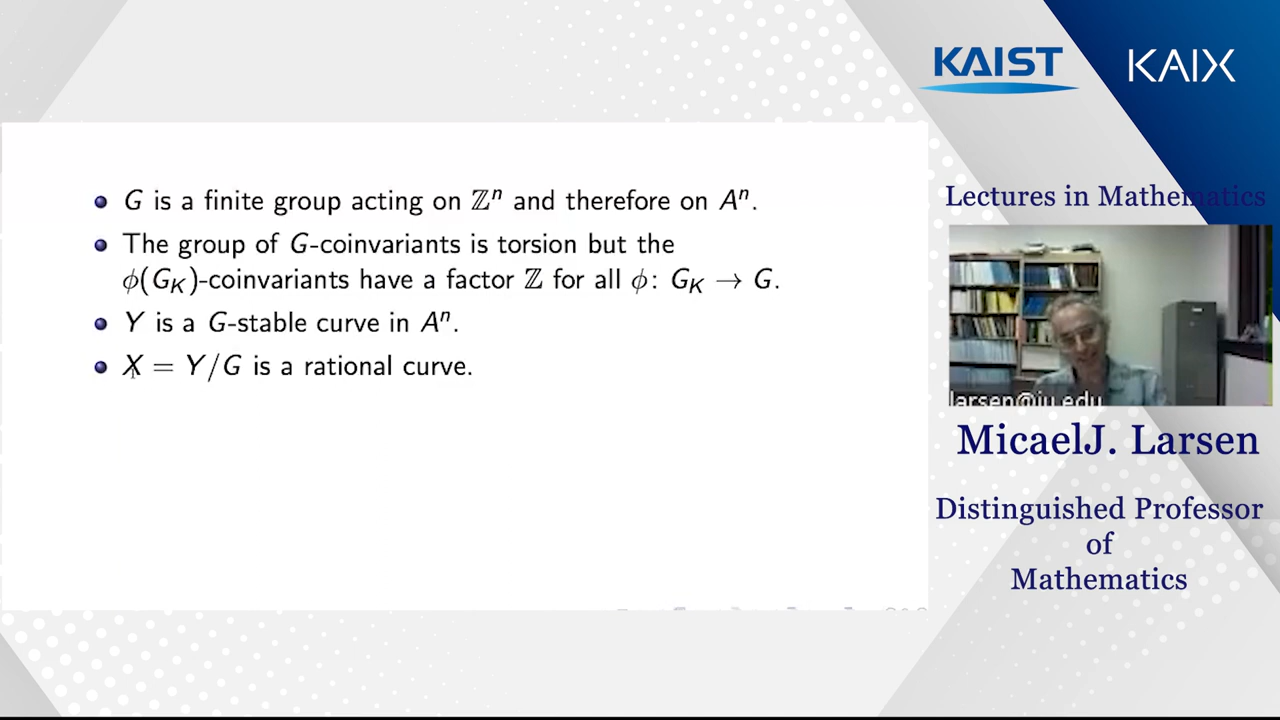 KAIST KAIX
G is a finite group acting on ℤⁿ and therefore on Aⁿ.
The group of G-coinvariants is torsion but the
ϕ(G_K)-coinvariants have a factor ℤ for all ϕ: G_K → G.
Y is a G-stable curve in Aⁿ.
X = Y/G is a rational curve.
Lectures in Mathematics
larsen@iu.edu
MicaelJ. Larsen
Distinguished Professor
of
Mathematics